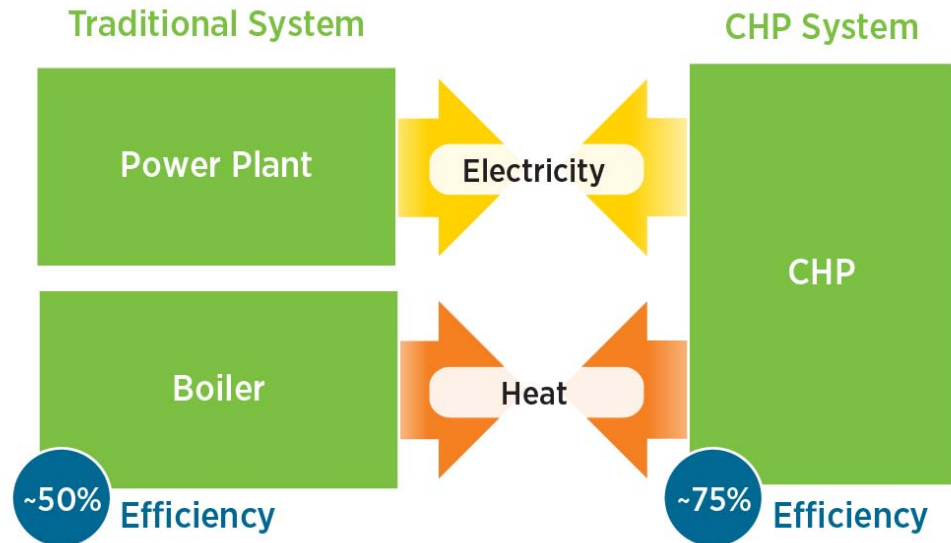 Traditional System
CHP System
Power Plant
Electricity
CHP
Boiler
Heat
~50% Efficiency
~75% Efficiency